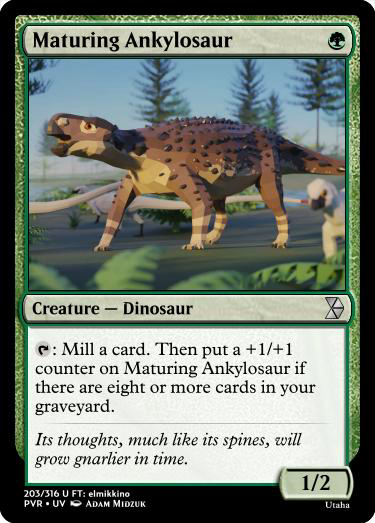 Maturing Ankylosaur
Creature — Dinosaur
: Mill a card. Then put a +1/+1
counter on Maturing Ankylosaur if
there are eight or more cards in your
graveyard.
Its thoughts, much like its spines, will
grow gnarlier in time.
1/2
203/316 U FT: elmikkino
PVR • UV Adam Midzuk
Utaha